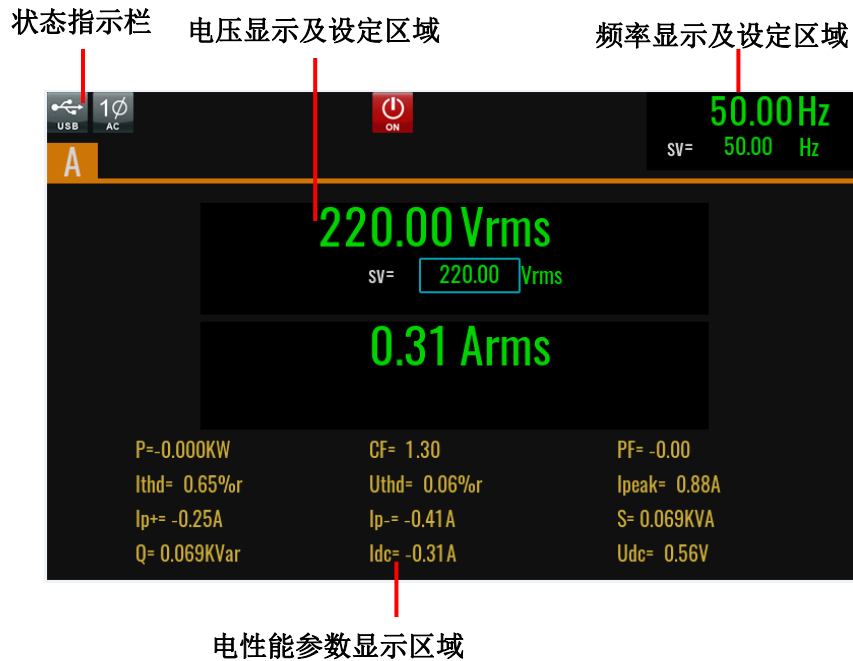 状态指示栏
电压显示及设定区域
频率显示及设定区域
USB
1Ø
AC
ON
50.00Hz
sv= 50.00 Hz
A
220.00 Vrms
sv= 220.00 Vrms
0.31 Arms
P=-0.000KW CF= 1.30 PF= -0.00
Ithd= 0.65%r Uthd= 0.06%r Ipeak= 0.88A
Ip+= -0.25A Ip-= -0.41A S= 0.069KVA
Q= 0.069KVar Idc= -0.31A Udc= 0.56V
电性能参数显示区域